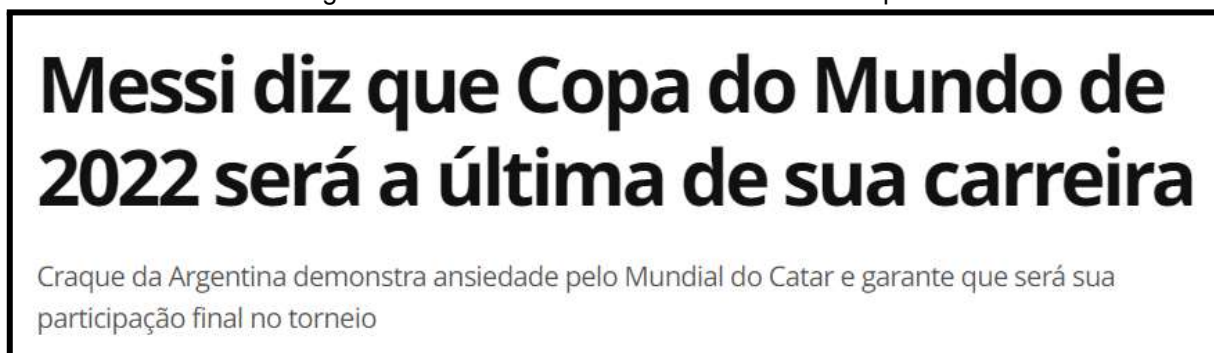 Messi diz que Copa do Mundo de
2022 será a última de sua carreira
Craque da Argentina demonstra ansiedade pelo Mundial do Catar e garante que será sua
participação final no torneio